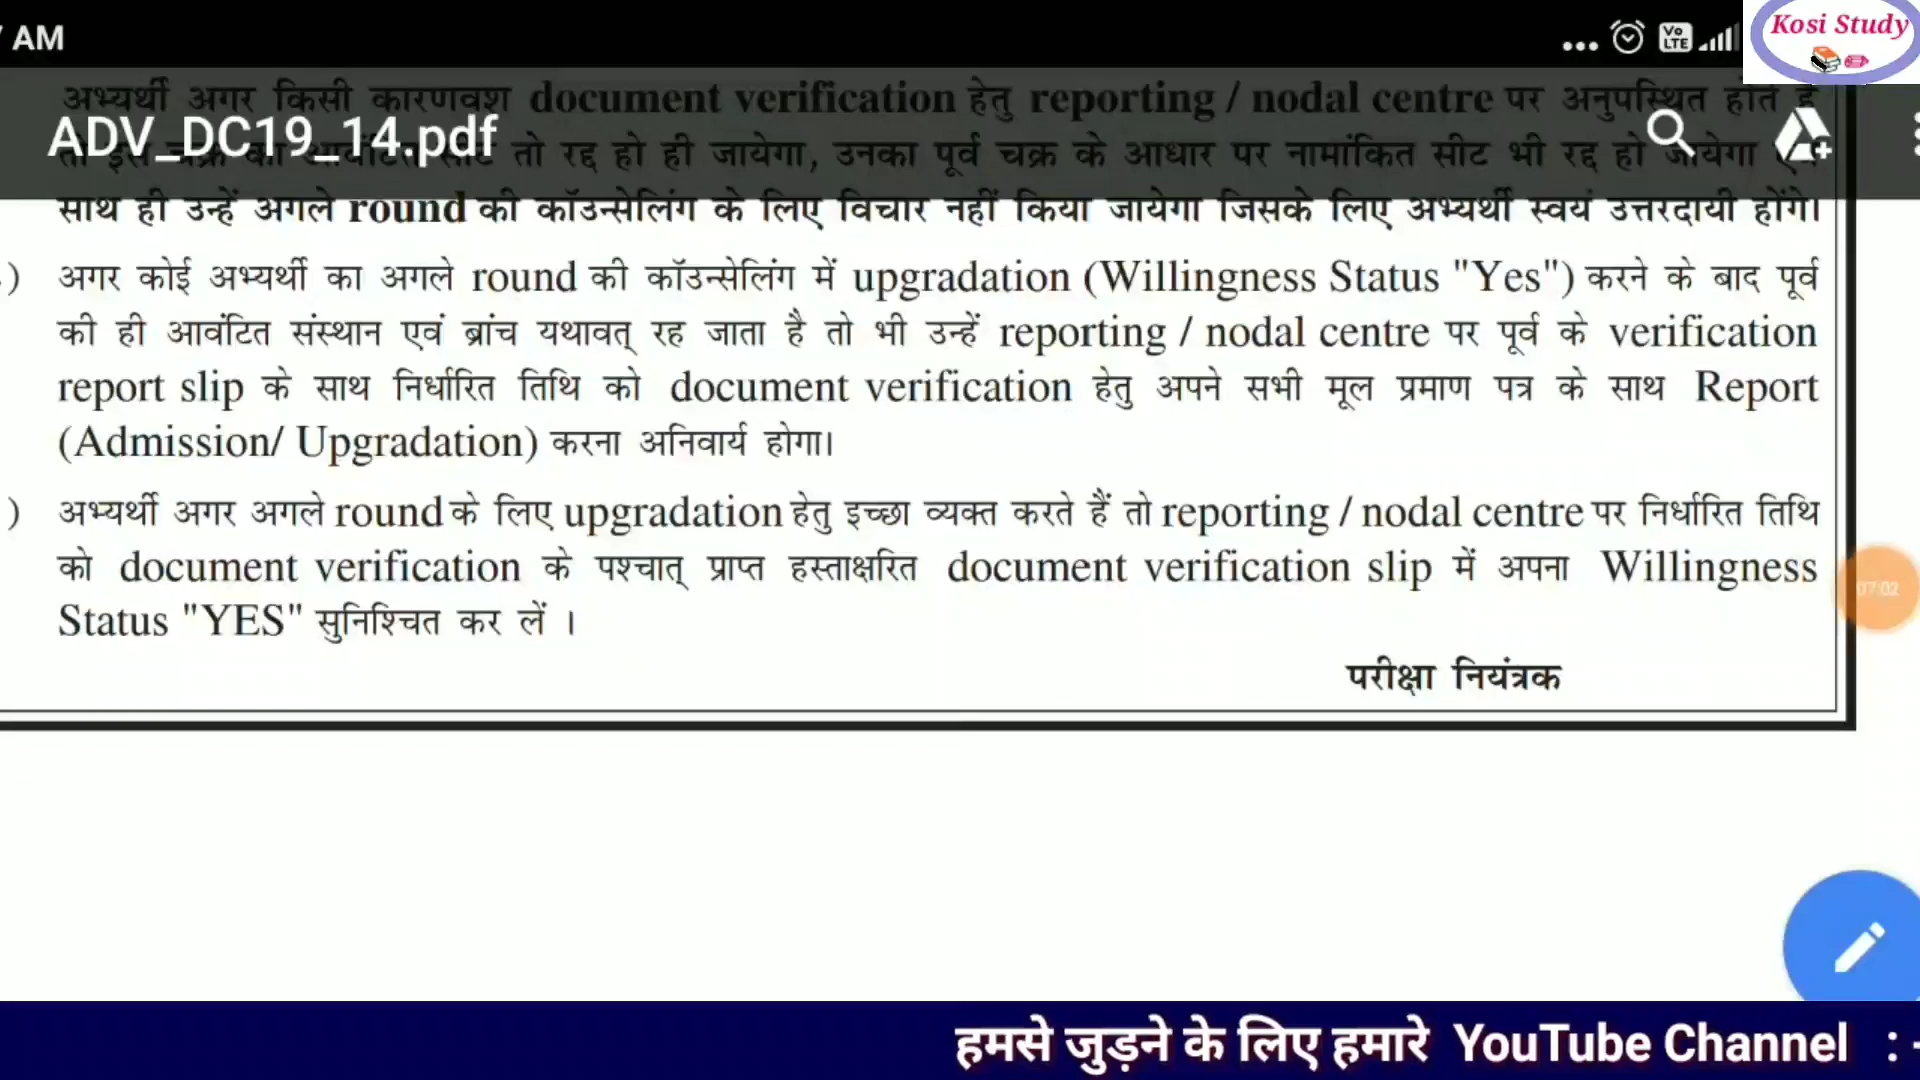 AM
Kosi Study
अभ्यर्थी अगर किसी कारणवश document verification हेतु reporting / nodal centre पर अनुपस्थित होते हैं
ADV_DC19_14.pdf
तो इस चक्र का आवंटित सीट तो रद्द हो ही जायेगा, उनका पूर्व चक्र के आधार पर नामांकित सीट भी रद्द हो जायेगा
साथ ही उन्हें अगले round की कॉउन्सेलिंग के लिए विचार नहीं किया जायेगा जिसके लिए अभ्यर्थी स्वयं उत्तरदायी होंगे।
) अगर कोई अभ्यर्थी का अगले round की कॉउन्सेलिंग में upgradation (Willingness Status "Yes") करने के बाद पूर्व
की ही आवंटित संस्थान एवं ब्रांच यथावत् रह जाता है तो भी उन्हें reporting / nodal centre पर पूर्व के verification
report slip के साथ निर्धारित तिथि को document verification हेतु अपने सभी मूल प्रमाण पत्र के साथ Report
(Admission/ Upgradation) करना अनिवार्य होगा।
) अभ्यर्थी अगर अगले round के लिए upgradation हेतु इच्छा व्यक्त करते हैं तो reporting / nodal centre पर निर्धारित तिथि
को document verification के पश्चात् प्राप्त हस्ताक्षरित document verification slip में अपना Willingness
Status "YES" सुनिश्चित कर लें ।
07:02
परीक्षा नियंत्रक
हमसे जुड़ने के लिए हमारे YouTube Channel : -